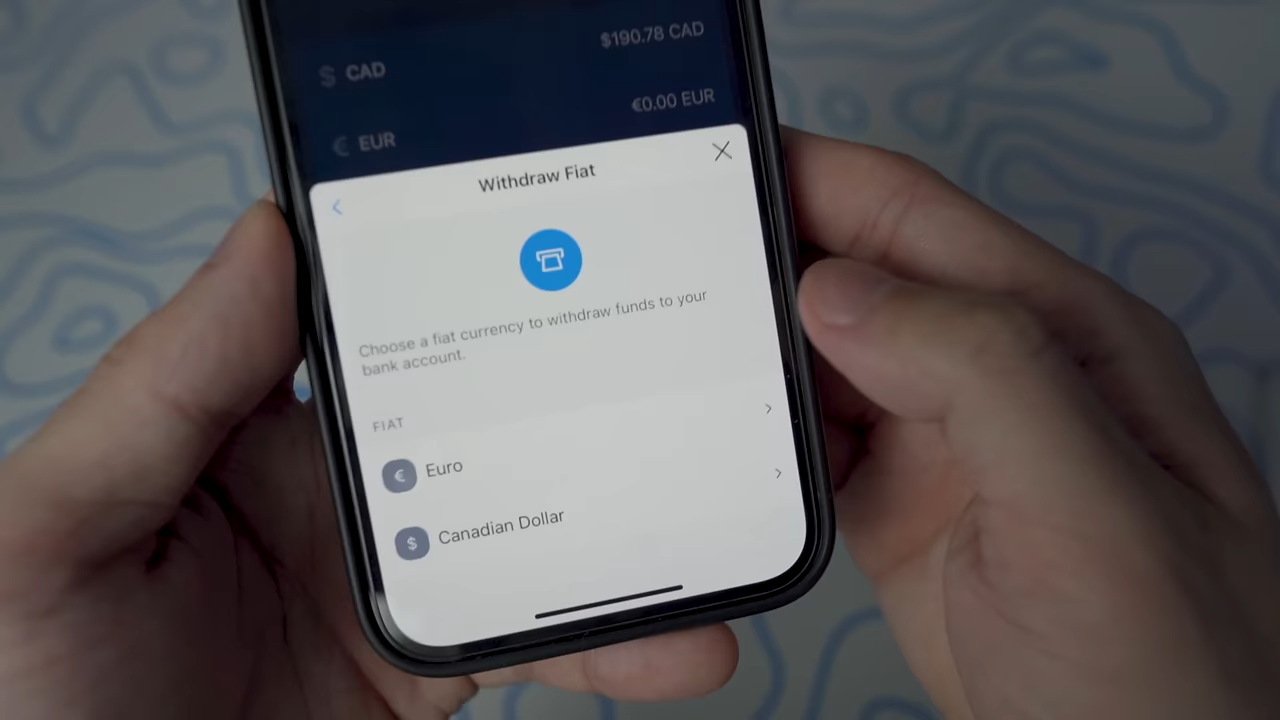 $190.78 CAD
$ CAD
€0.00 EUR
€ EUR
Withdraw Fiat
Choose a fiat currency to withdraw funds to your
bank account.
FIAT
€ Euro
$ Canadian Dollar